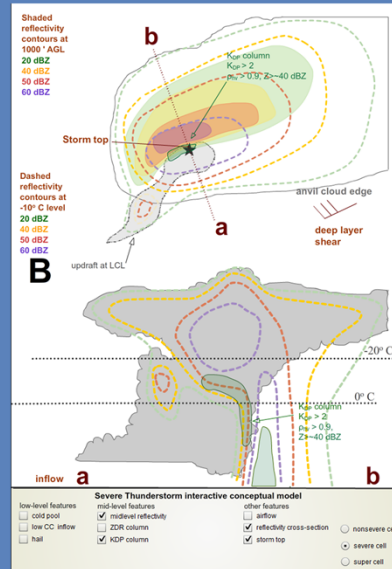 Shaded
reflectivity
contours at
1000 ' AGL
20 dBZ
40 dBZ
50 dBZ
60 dBZ
b
KDP column
KDP > 2
ρhv > 0.9, Z>~40 dBZ
Storm top
Dashed
reflectivity
contours at
-10° C level
20 dBZ
40 dBZ
50 dBZ
60 dBZ
anvil cloud edge
a
deep layer
shear
updraft at LCL
B
-20° C
0° C
KDP column
KDP > 2
ρhv > 0.9,
Z>~40 dBZ
inflow
a
b
Severe Thunderstorm interactive conceptual model
low-level features
cold pool
low CC inflow
hail
mid-level features
midlevel reflectivity
ZDR column
KDP column
other features
airflow
reflectivity cross-section
storm top
nonsevere
severe cell
super cell